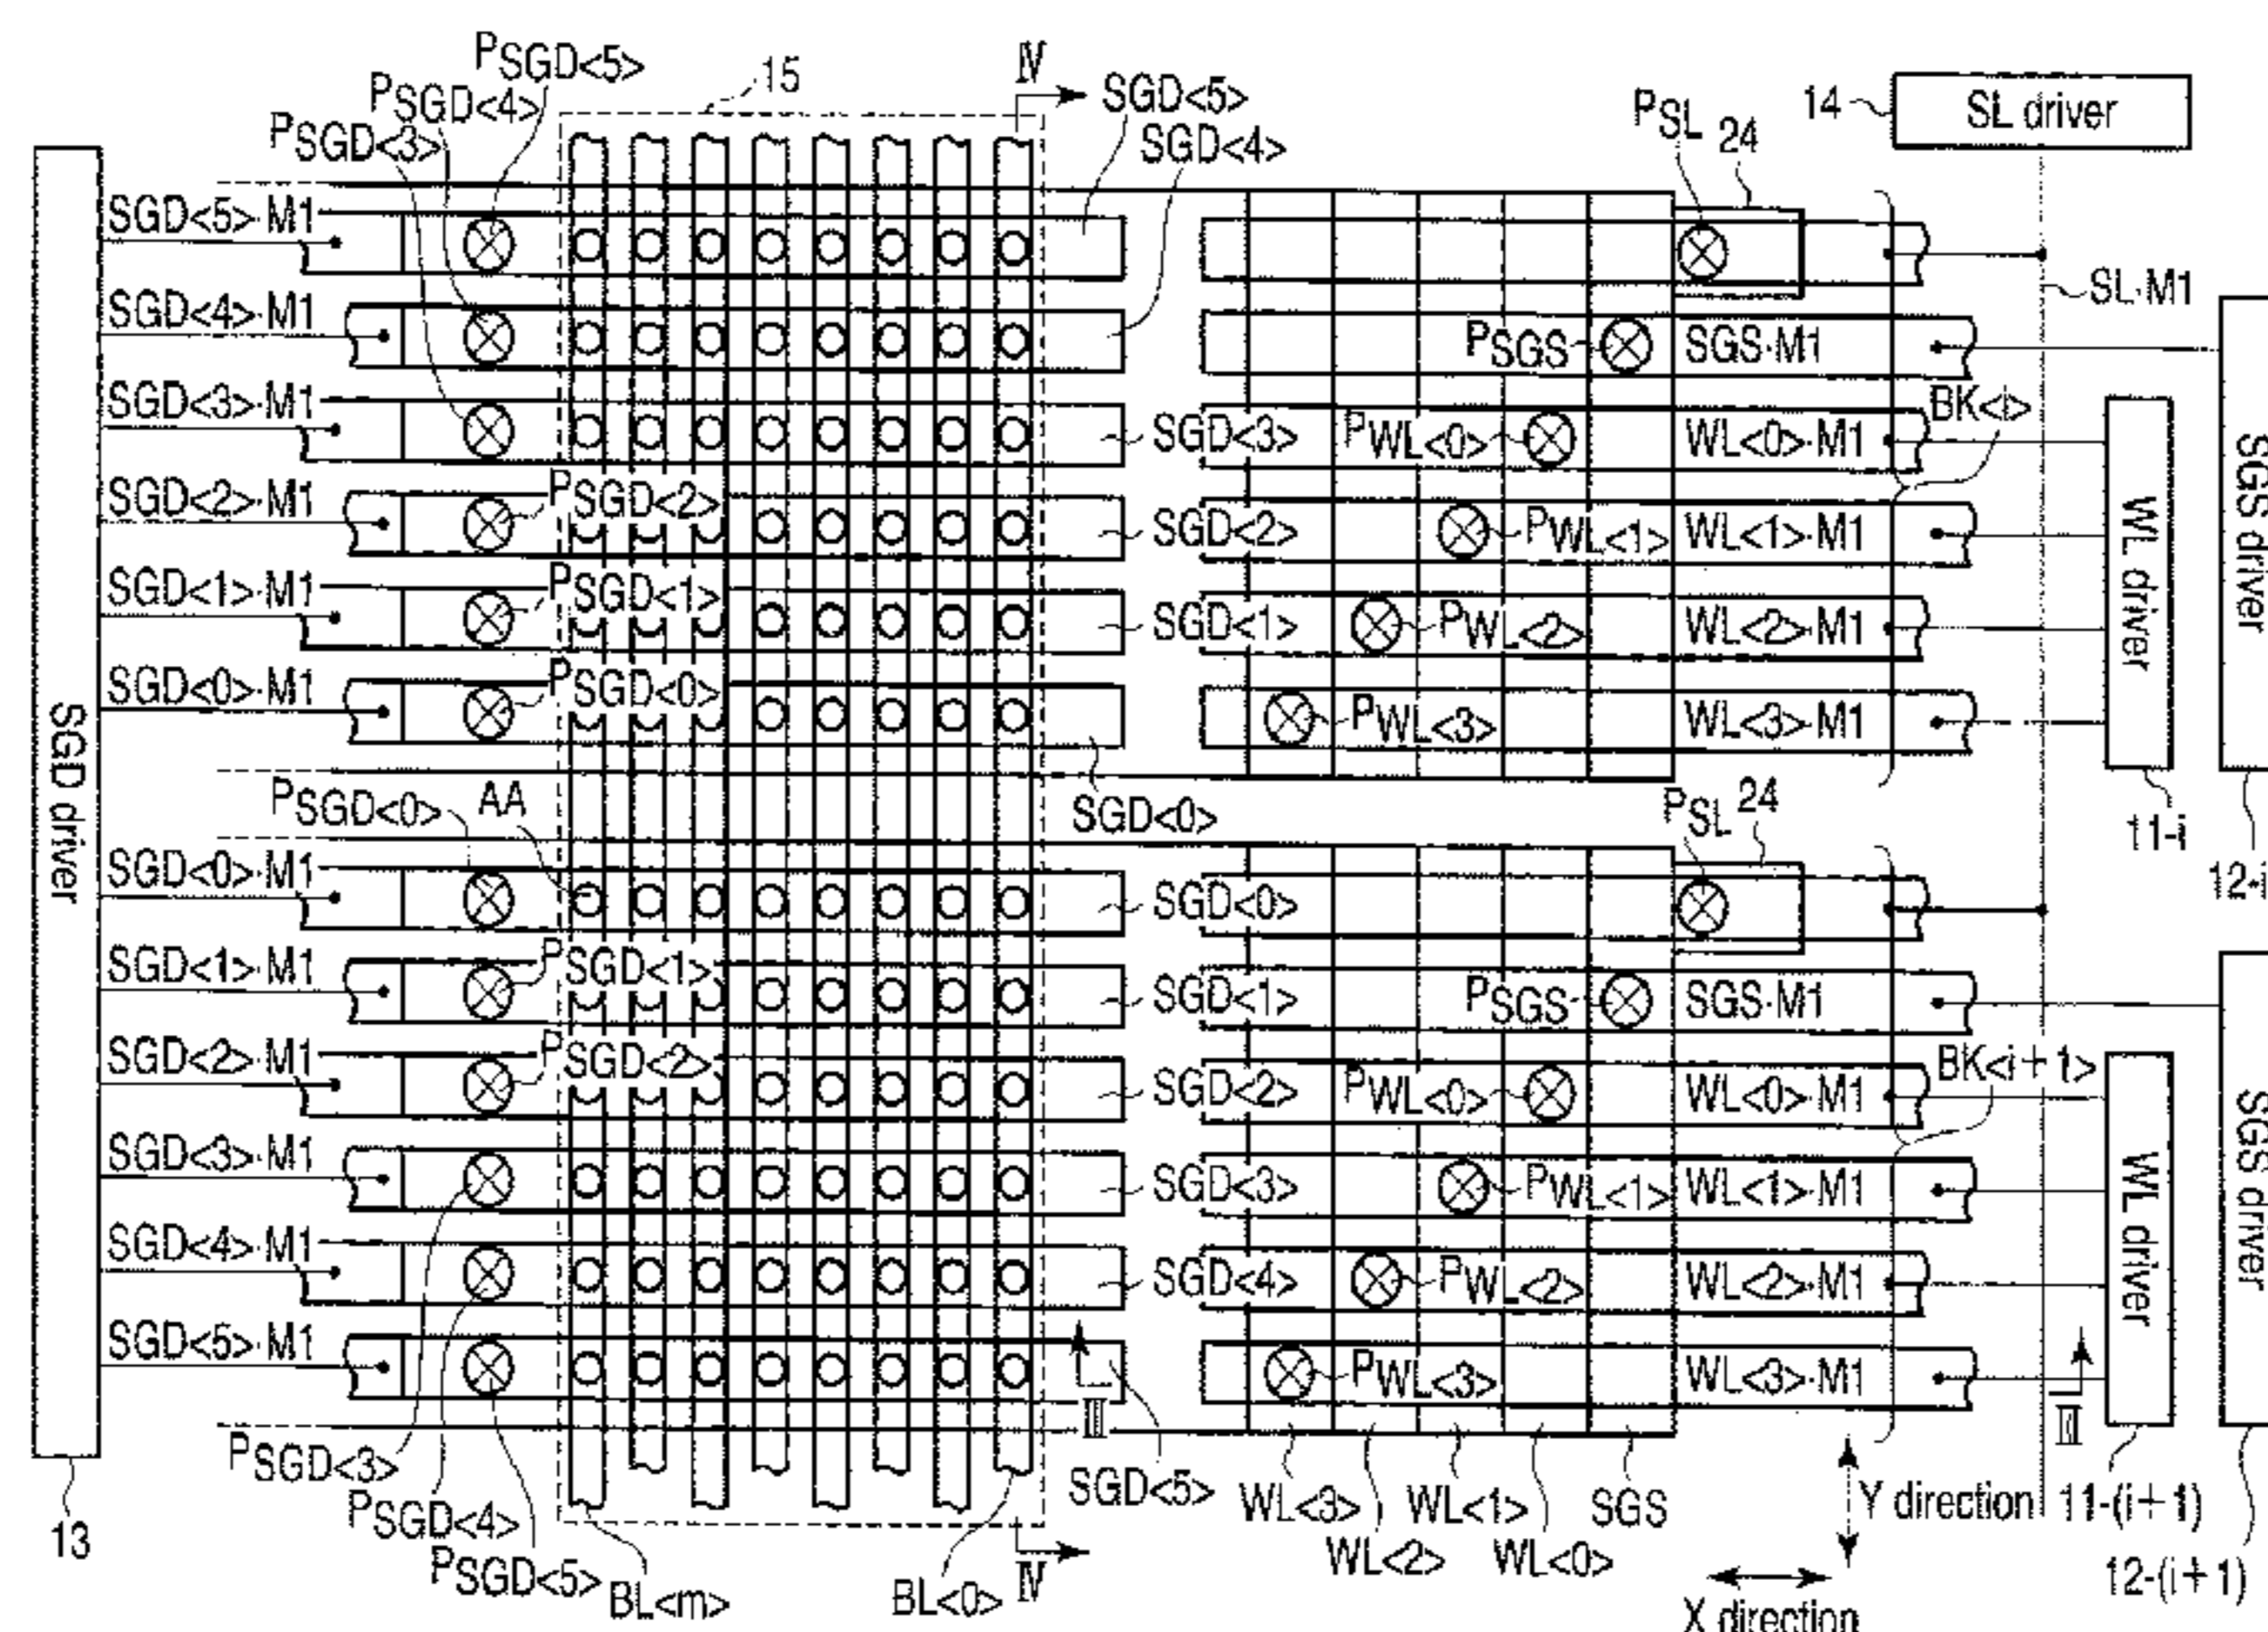 PSGD<5>
15
IV
SGD<5>
14
SL driver
PSGD<4>
PSL
24
PSGD<3>
SGD<4>
SGD<5>·M1
SL·M1
SGD<4>·M1
PSGS
SGS·M1
SGD<3>·M1
SGD<3>
PWL<0>
WL<0>·M1
BK<i>
SGD<2>·M1
PSGD<2>
SGD<2>
PWL<1>
WL<1>·M1
SGD<1>·M1
PSGD<1>
SGD<1>
PWL<2>
WL<2>·M1
SGD<0>·M1
PSGD<0>
PWL<3>
WL<3>·M1
WL driver
SGS driver
SGD driver
PSGD<0>
AA
SGD<0>
PSL
24
11-i
12-i
SGD<0>·M1
SGD<0>
SGD<1>·M1
PSGD<1>
SGD<1>
PSGS
SGS·M1
SGD<2>·M1
PSGD<2>
SGD<2>
PWL<0>
WL<0>·M1
BK<i+1>
SGD<3>·M1
SGD<3>
PWL<1>
WL<1>·M1
SGD<4>·M1
SGD<4>
PWL<2>
WL<2>·M1
SGD<5>·M1
PWL<3>
WL<3>·M1
WL driver
SGS driver
III
III
PSGD<3>
SGD<5>
WL<3>
WL<1>
SGS
Y direction
11-(i+1)
13
PSGD<4>
WL<2>
WL<0>
PSGD<5>
BL<m>
BL<0>
IV
12-(i+1)
X direction